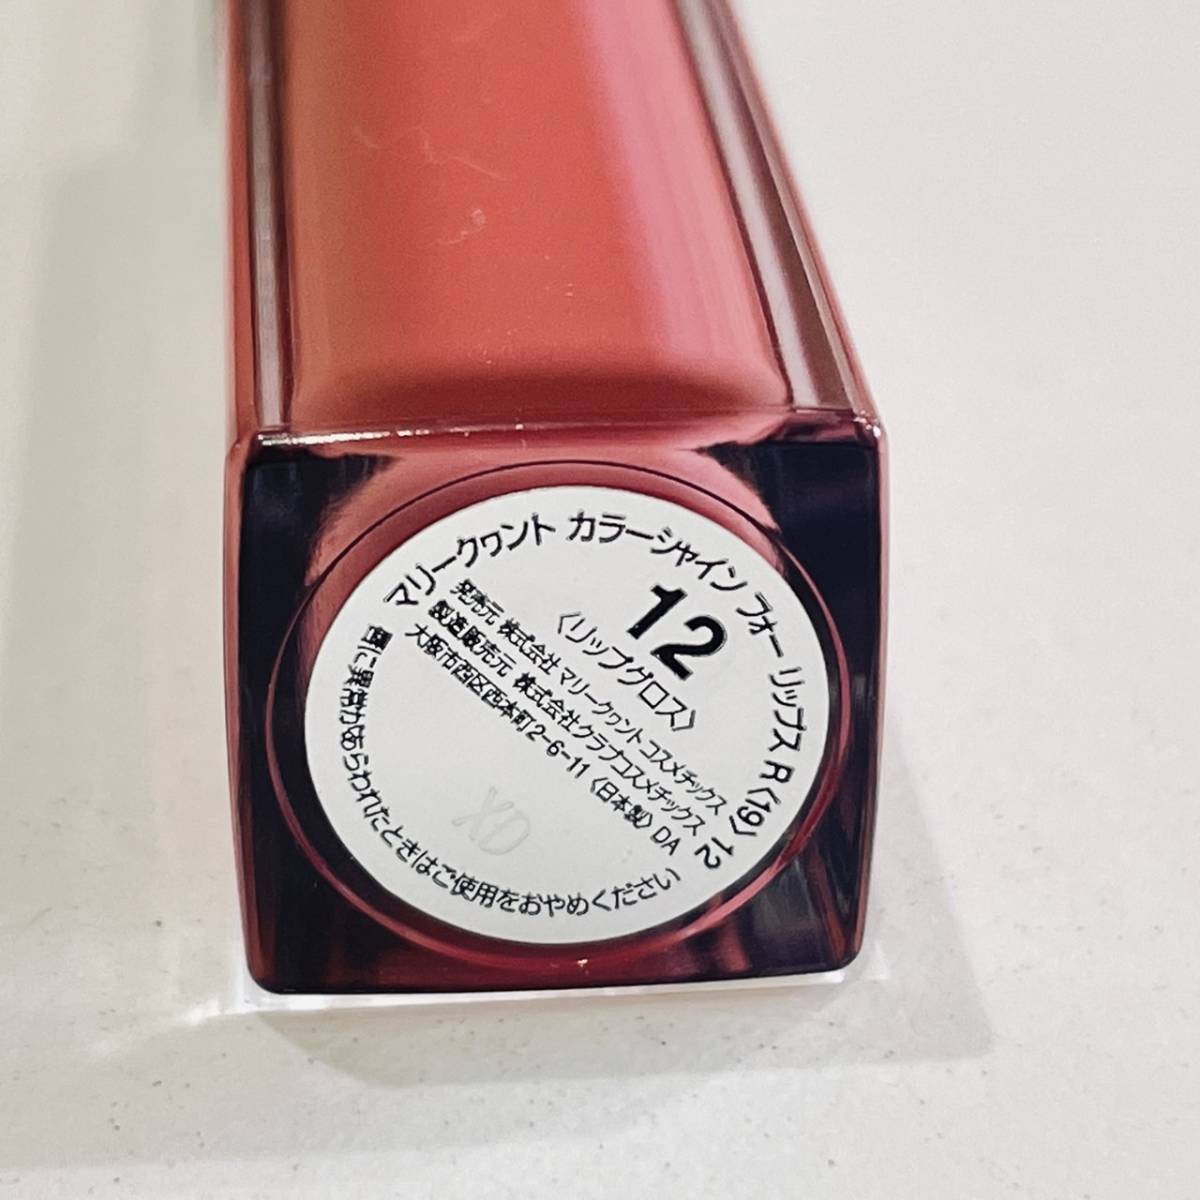 マリークヮント カラーシャイン フォー リップス R〈19〉 12
12
〈リップグロス〉
発売元 株式会社 マリークヮント コスメチックス
製造販売元 株式会社クラブコスメチックス
大阪市西区西本町2-6-11〈日本製〉DA
唇に異常があらわれたときはご使用をおやめください